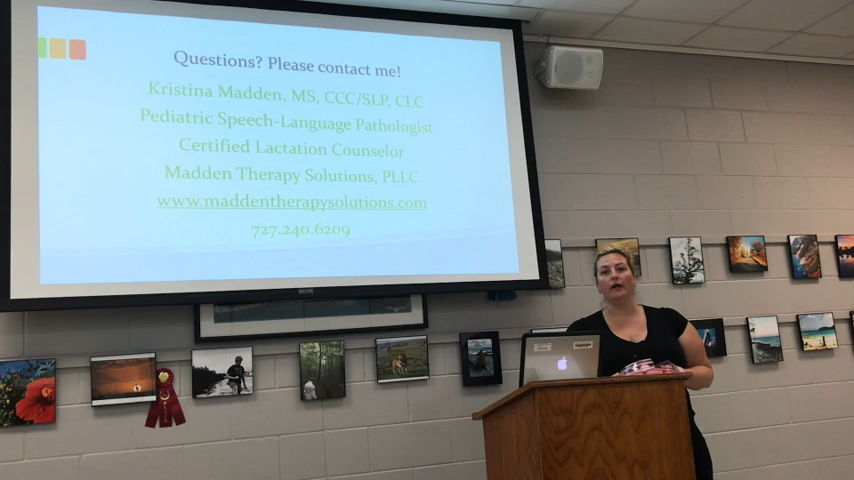 Questions? Please contact me!
Kristina Madden, MS, CCC/SLP, CLC
Pediatric Speech-Language Pathologist
Certified Lactation Counselor
Madden Therapy Solutions, PLLC
www.maddentherapysolutions.com
727.240.6209